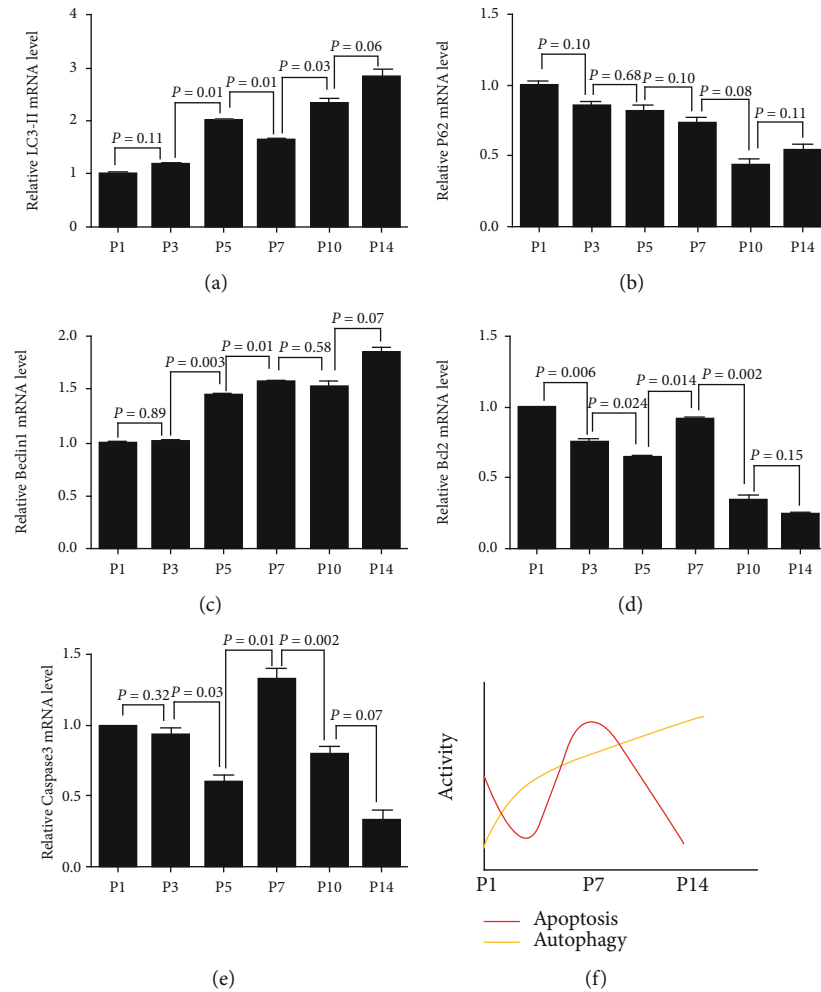 Relative LC3-II mRNA level
4
3
2
1
0
P = 0.11
P = 0.01
P = 0.01
P = 0.03
P = 0.06
P1 P3 P5 P7 P10 P14
(a)
Relative P62 mRNA level
1.5
1.0
0.5
0.0
P = 0.10
P = 0.68
P = 0.10
P = 0.08
P = 0.11
P1 P3 P5 P7 P10 P14
(b)
Relative Beclin1 mRNA level
2.0
1.5
1.0
0.5
0.0
P = 0.89
P = 0.003
P = 0.01
P = 0.58
P = 0.07
P1 P3 P5 P7 P10 P14
(c)
Relative Bcl2 mRNA level
1.5
1.0
0.5
0.0
P = 0.006
P = 0.024
P = 0.014
P = 0.002
P = 0.15
P1 P3 P5 P7 P10 P14
(d)
Relative Caspase3 mRNA level
1.5
1.0
0.5
0.0
P = 0.32
P = 0.03
P = 0.01
P = 0.002
P = 0.07
P1 P3 P5 P7 P10 P14
(e)
Activity
P1 P7 P14
Apoptosis
Autophagy
(f)